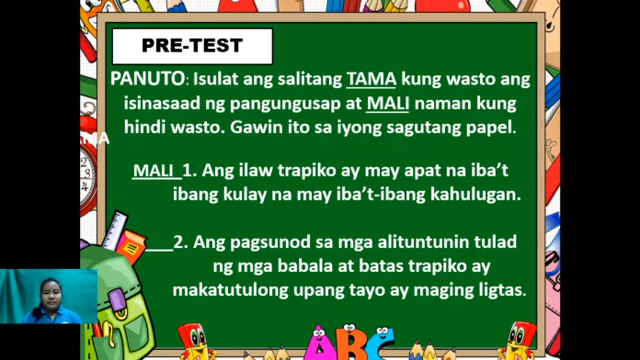 PRE-TEST
PANUTO: Isulat ang salitang TAMA kung wasto ang
isinasaad ng pangungusap at MALI naman kung
hindi wasto. Gawin ito sa iyong sagutang papel.
MALI 1. Ang ilaw trapiko ay may apat na iba't
ibang kulay na may iba't-ibang kahulugan.
___2. Ang pagsunod sa mga alituntunin tulad
ng mga babala at batas trapiko ay
makatutulong upang tayo ay maging ligtas.
ABC